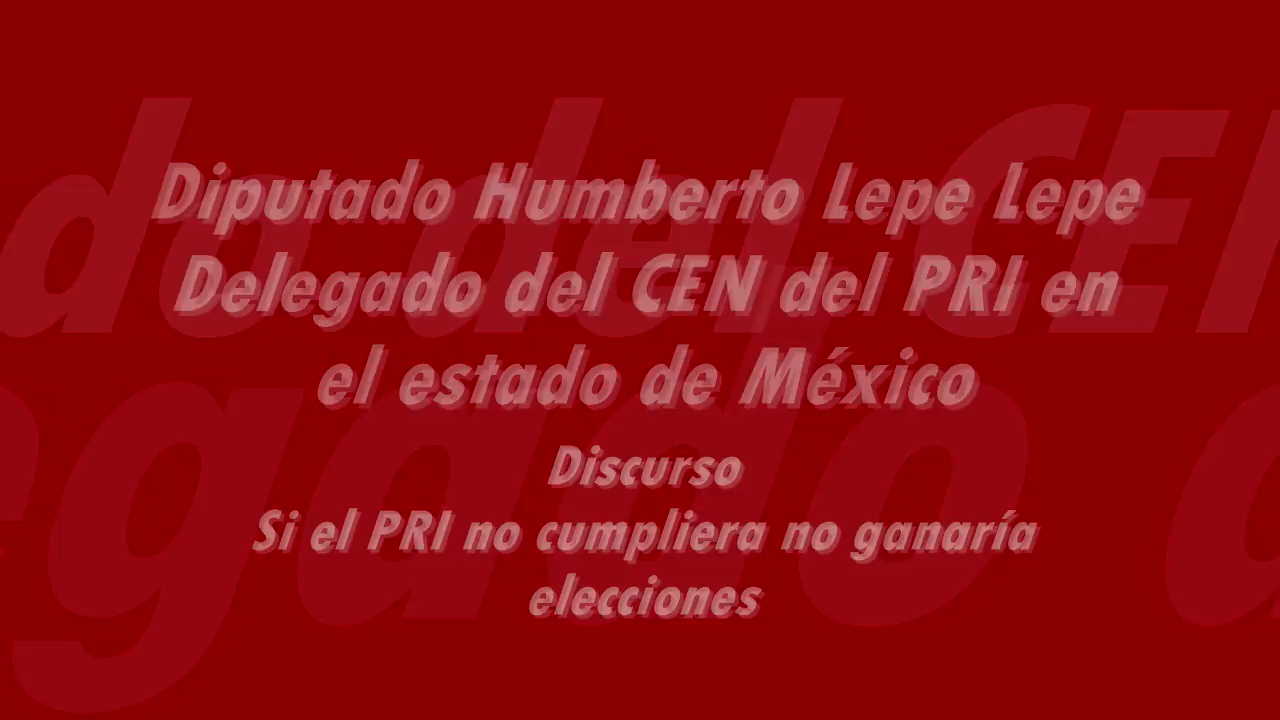 Diputado Humberto Lepe Lepe
Delegado del CEN del PRI en
el estado de México
Discurso
Si el PRI no cumpliera no ganaría
elecciones